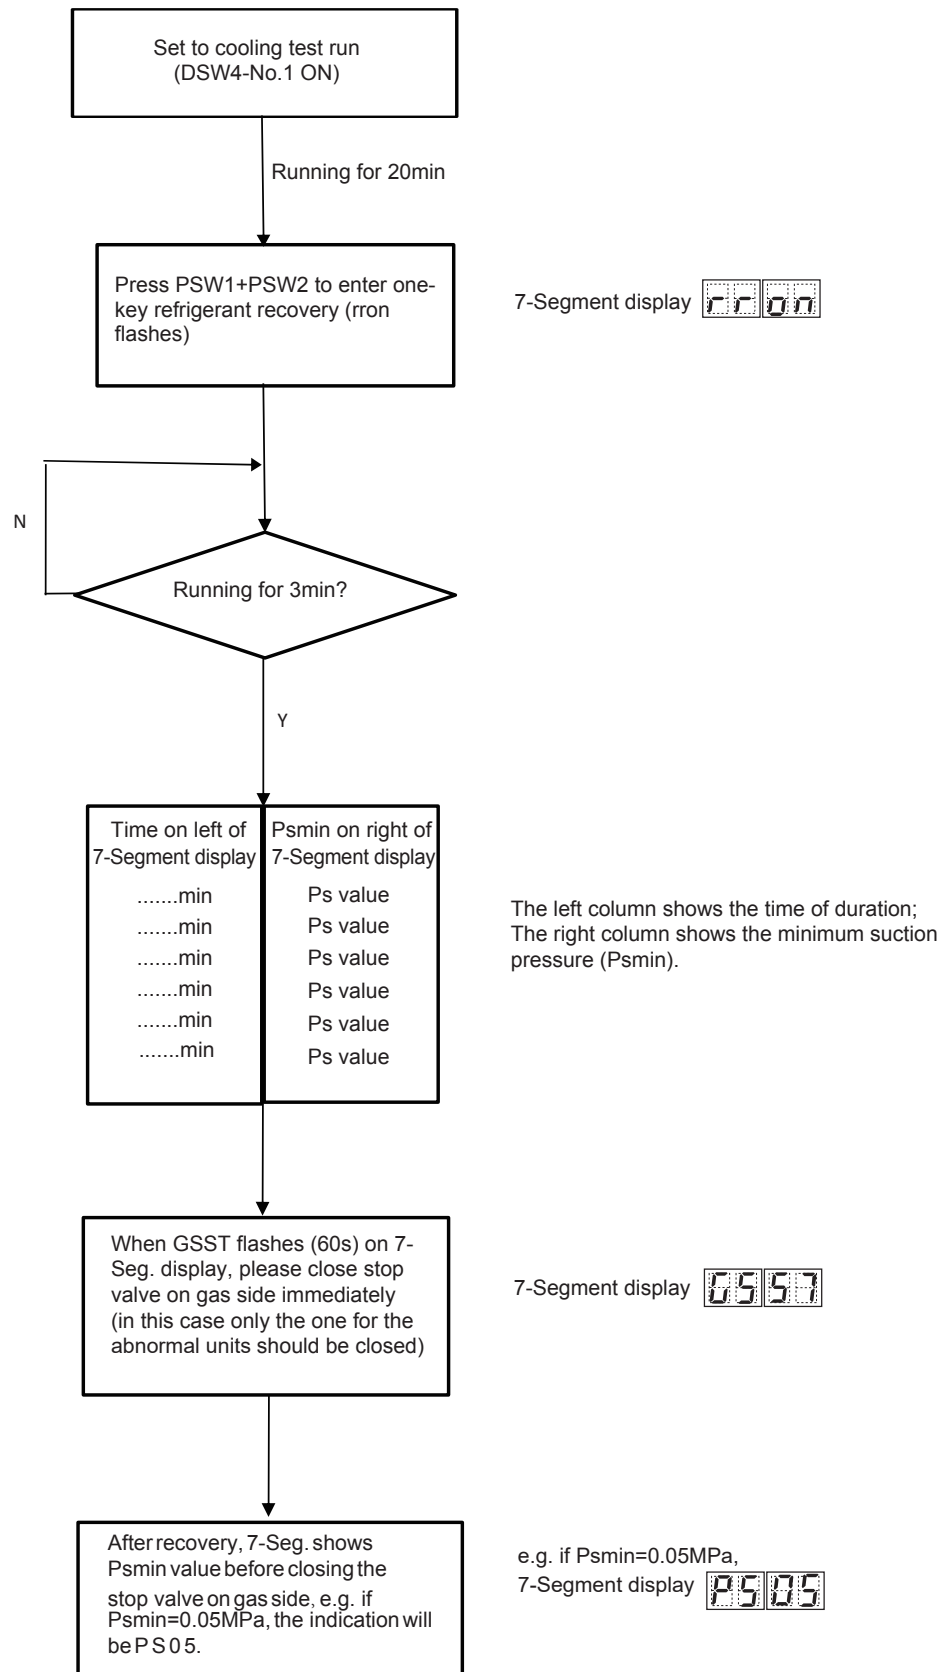 Set to cooling test run
(DSW4-No.1 ON)
Running for 20min
Press PSW1+PSW2 to enter one-
key refrigerant recovery (rron
flashes)
7-Segment display rron
N
Running for 3min?
Y
Time on left of
7-Segment display
.......min
.......min
.......min
.......min
.......min
.......min
Psmin on right of
7-Segment display
Ps value
Ps value
Ps value
Ps value
Ps value
Ps value
The left column shows the time of duration;
The right column shows the minimum suction
pressure (Psmin).
When GSST flashes (60s) on 7-
Seg. display, please close stop
valve on gas side immediately
(in this case only the one for the
abnormal units should be closed)
7-Segment display GSST
After recovery, 7-Seg. shows
Psmin value before closing the
stop valve on gas side, e.g. if
Psmin=0.05MPa, the indication will
be P S 0 5.
e.g. if Psmin=0.05MPa,
7-Segment display PS05